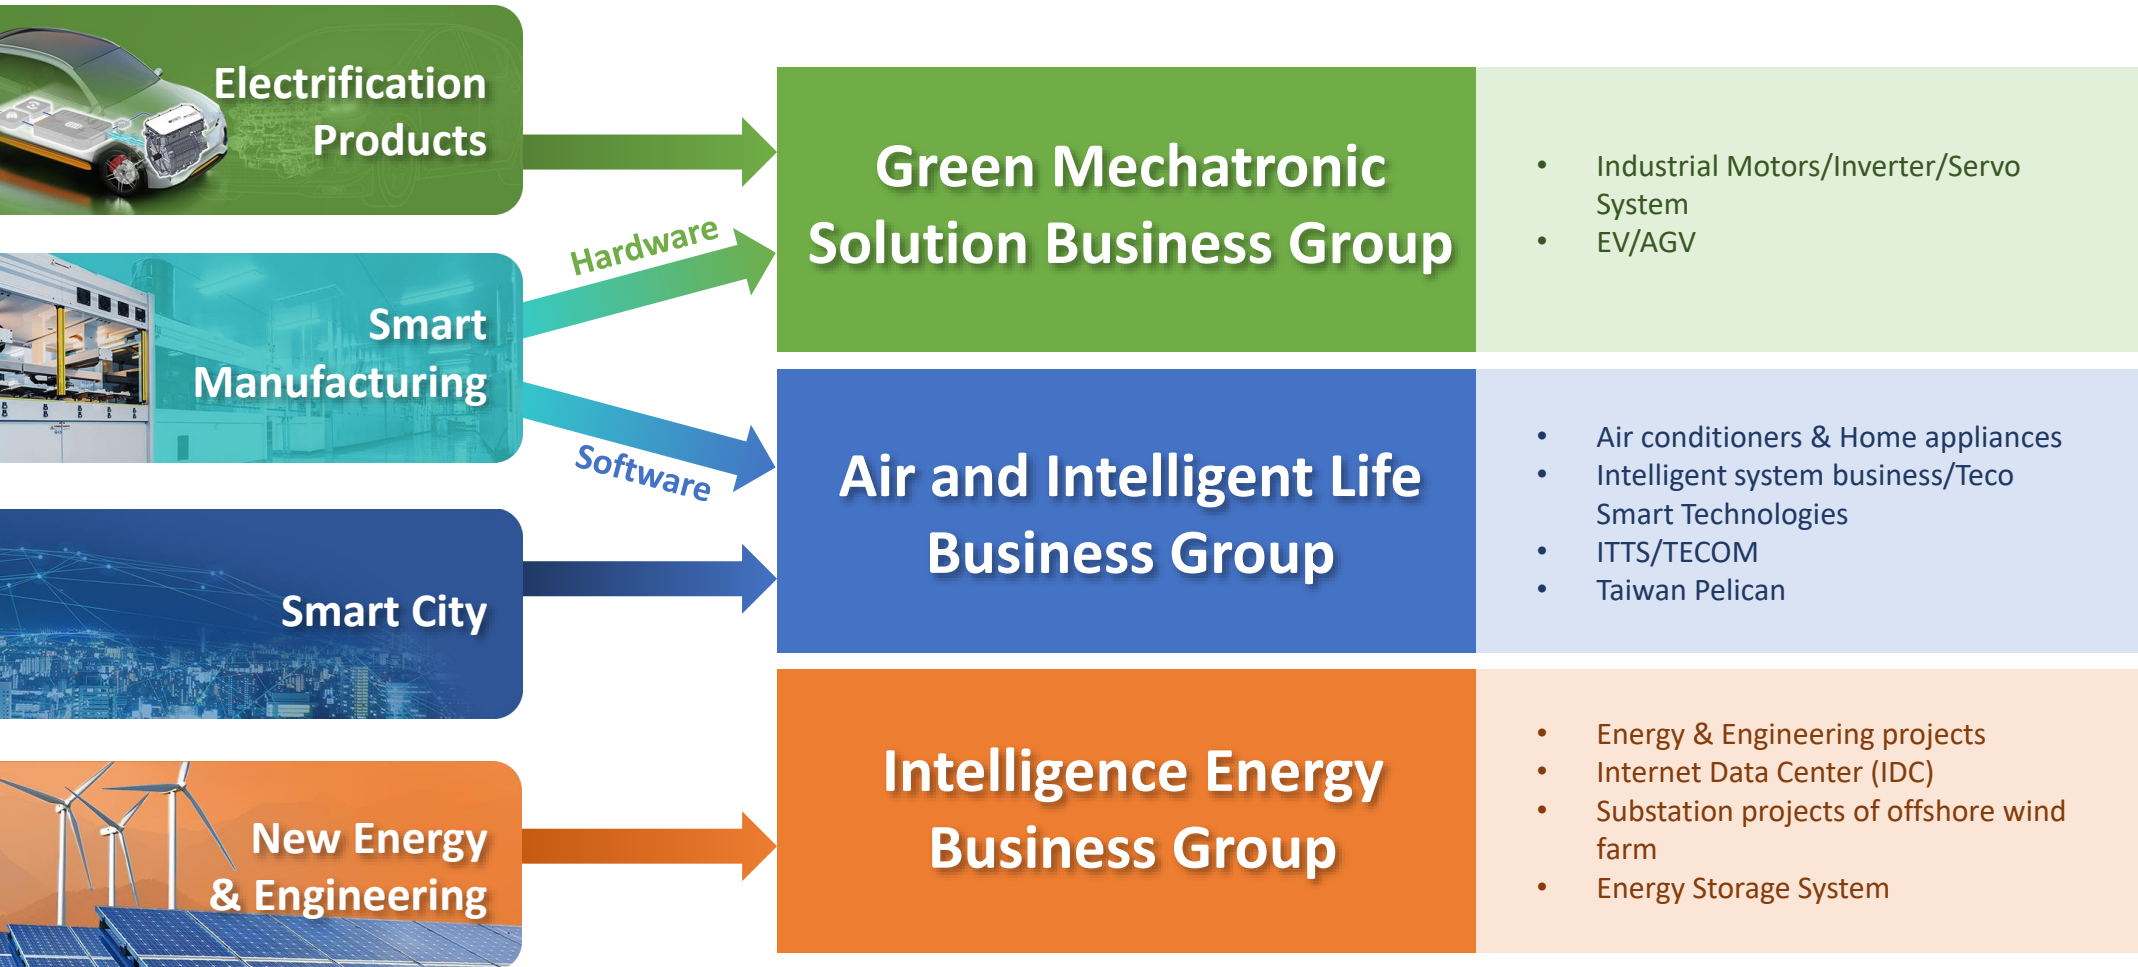 Electrification
Products
Smart
Manufacturing
Smart City
New Energy
& Engineering
Hardware
Software
Green Mechatronic
Solution Business Group
• Industrial Motors/Inverter/Servo
System
• EV/AGV
Air and Intelligent Life
Business Group
• Air conditioners & Home appliances
• Intelligent system business/Teco
Smart Technologies
• ITTS/TECOM
• Taiwan Pelican
Intelligence Energy
Business Group
• Energy & Engineering projects
• Internet Data Center (IDC)
• Substation projects of offshore wind
farm
• Energy Storage System